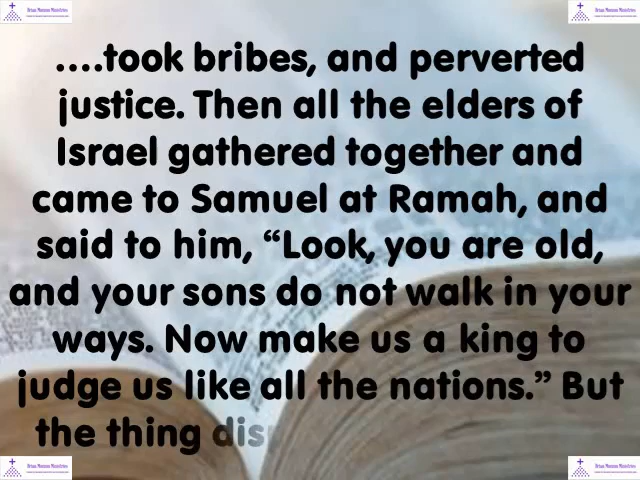 ....took bribes, and perverted
justice. Then all the elders of
Israel gathered together and
came to Samuel at Ramah, and
said to him, “Look, you are old,
and your sons do not walk in your
ways. Now make us a king to
judge us like all the nations.” But
the thing